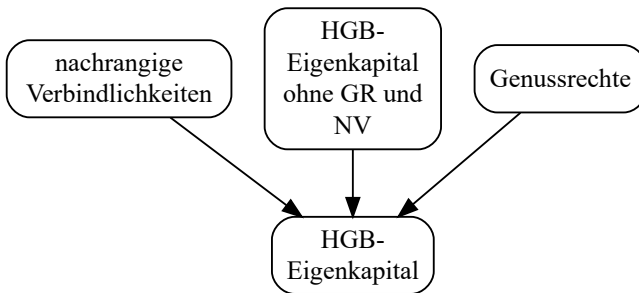 nachrangige
Verbindlichkeiten
HGB-
Eigenkapital
ohne GR und
NV
Genussrechte
HGB-
Eigenkapital